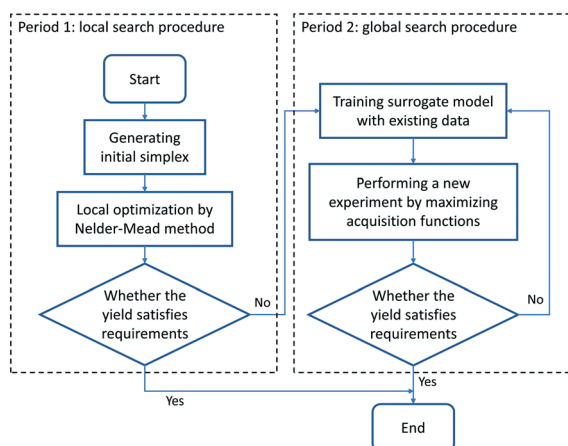 Period 1: local search procedure
Start
Generating
initial simplex
Local optimization by
Nelder-Mead method
Whether the
yield satisfies
requirements
No
Yes
Period 2: global search procedure
Training surrogate model
with existing data
Performing a new
experiment by maximizing
acquisition functions
Whether the
yield satisfies
requirements
No
Yes
End